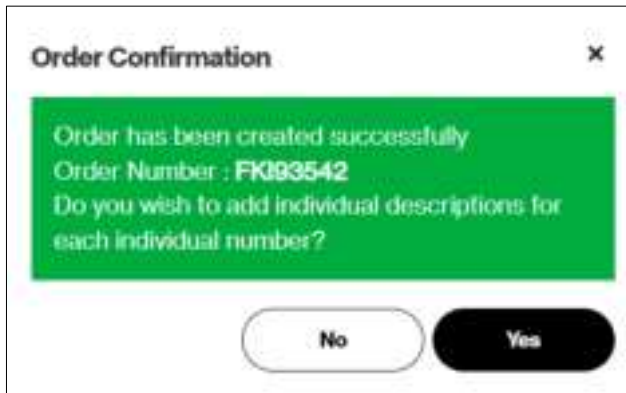 Order Confirmation ×
Order has been created successfully
Order Number : FKI93542
Do you wish to add individual descriptions for
each individual number?
No Yes